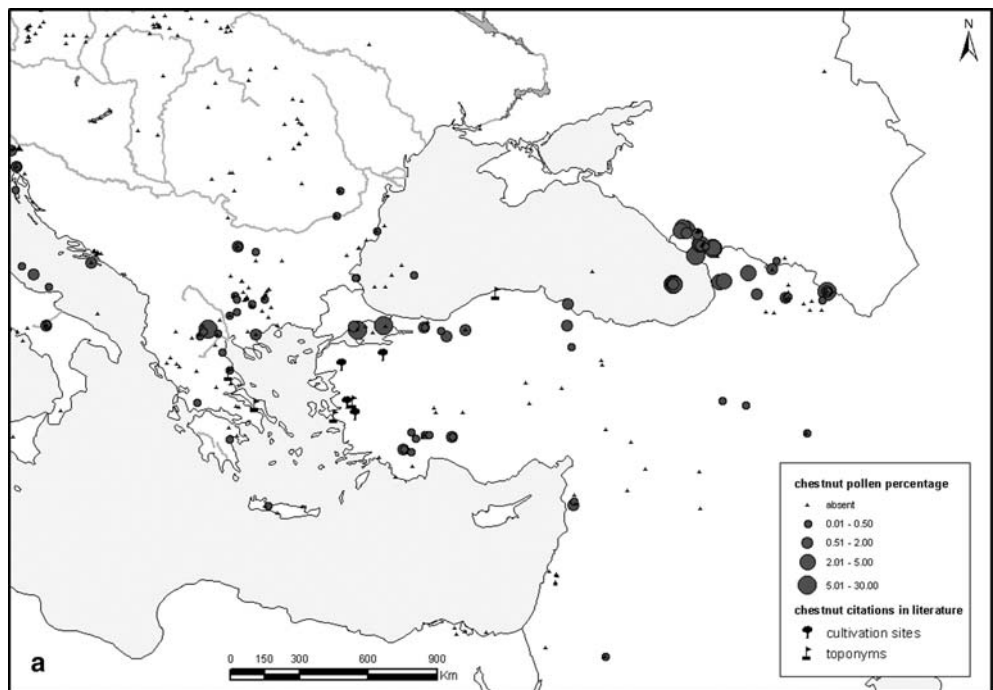 N
chestnut pollen percentage
absent
0.01 - 0.50
0.51 - 2.00
2.01 - 5.00
5.01 - 30.00
chestnut citations in literature
cultivation sites
toponyms
a
0 150 300 600 900
Km